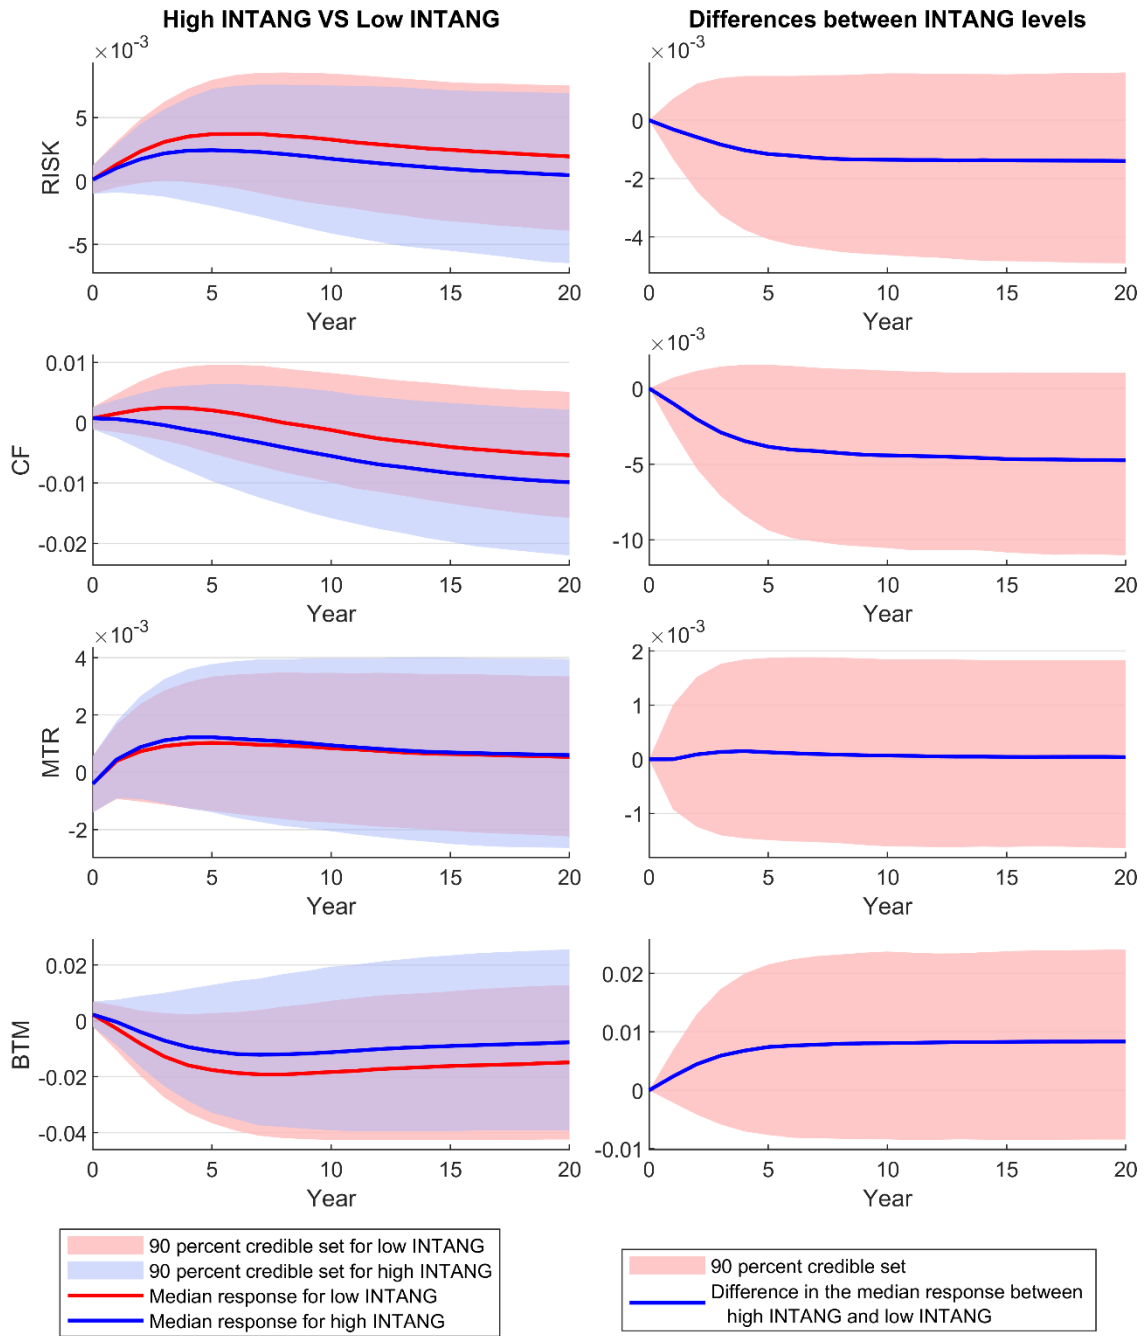 High INTANG VS Low INTANG
×10-3
5
0
-5
RISK
0 5 10 15 20
Year
Differences between INTANG levels
×10-3
0
-2
-4
0 5 10 15 20
Year
0.01
0
-0.01
-0.02
CF
0 5 10 15 20
Year
×10-3
0
-5
-10
0 5 10 15 20
Year
×10-3
4
2
0
-2
MTR
0 5 10 15 20
Year
×10-3
2
1
0
-1
0 5 10 15 20
Year
0.02
0
-0.02
-0.04
BTM
0 5 10 15 20
Year
0.02
0.01
0
-0.01
0 5 10 15 20
Year
90 percent credible set for low INTANG
90 percent credible set for high INTANG
Median response for low INTANG
Median response for high INTANG
90 percent credible set
Difference in the median response between
high INTANG and low INTANG